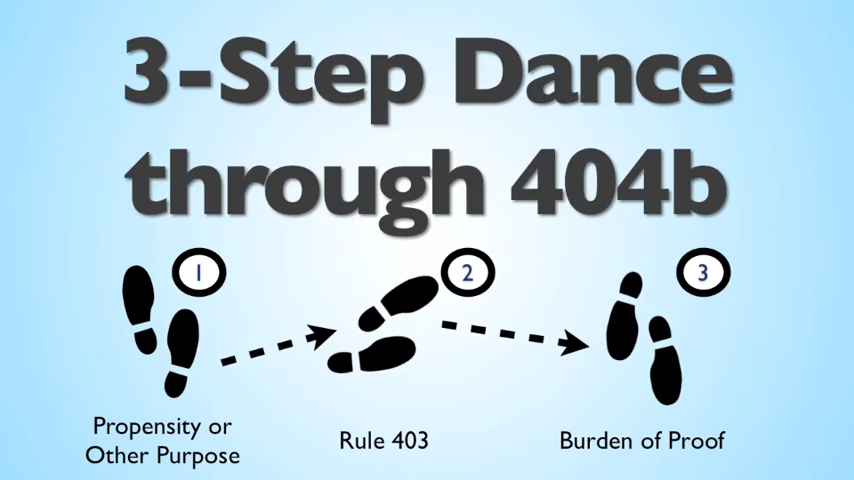 3-Step Dance
through 404b
1
2
3
Propensity or
Other Purpose
Rule 403
Burden of Proof